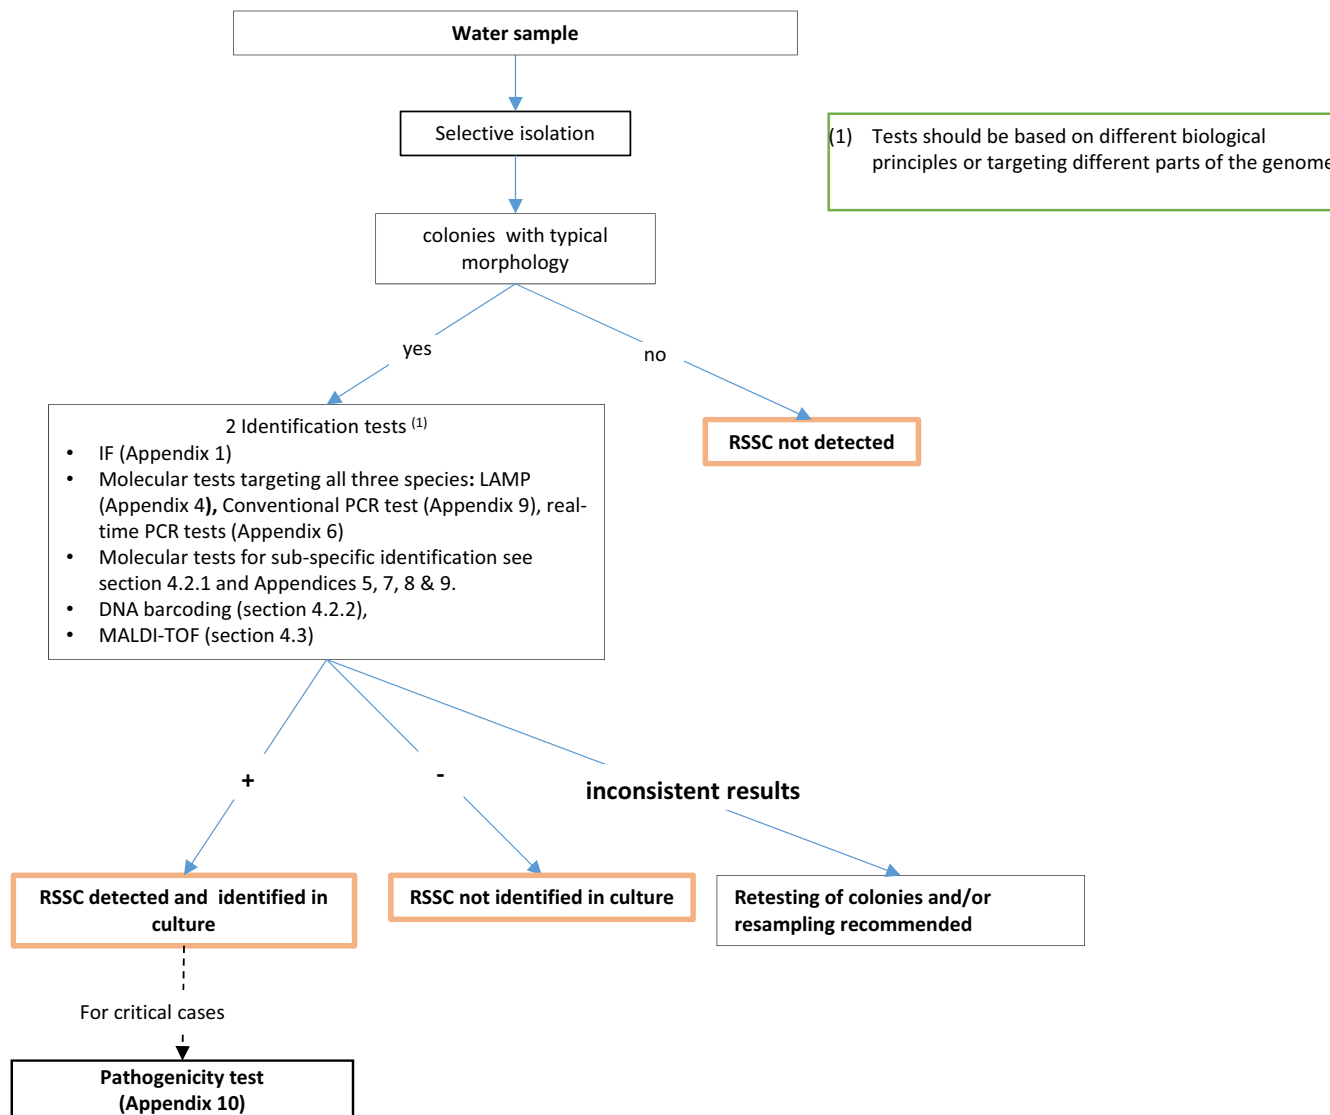 Water sample
Selective isolation
(1) Tests should be based on different biological
principles or targeting different parts of the genome
colonies with typical
morphology
yes
no
2 Identification tests (1)
• IF (Appendix 1)
• Molecular tests targeting all three species: LAMP
(Appendix 4), Conventional PCR test (Appendix 9), real-
time PCR tests (Appendix 6)
• Molecular tests for sub-specific identification see
section 4.2.1 and Appendices 5, 7, 8 & 9.
• DNA barcoding (section 4.2.2),
• MALDI-TOF (section 4.3)
RSSC not detected
+
-
inconsistent results
RSSC detected and identified in
culture
RSSC not identified in culture
Retesting of colonies and/or
resampling recommended
For critical cases
Pathogenicity test
(Appendix 10)